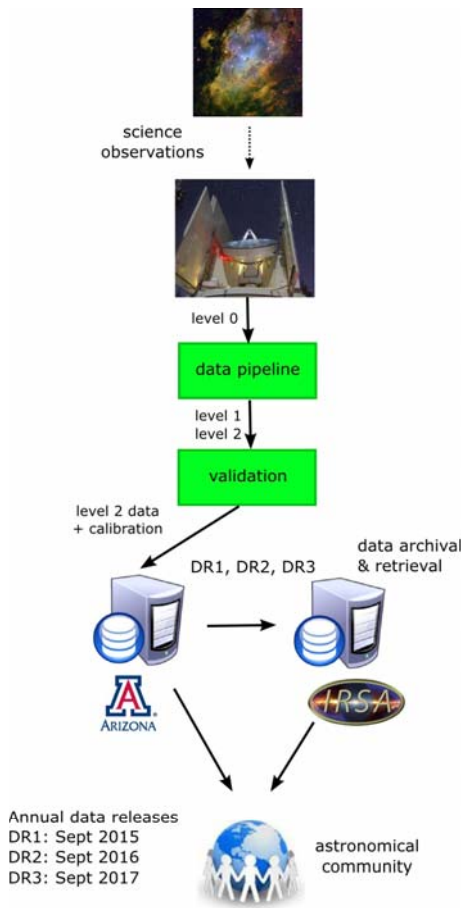 science
observations
level 0
data pipeline
level 1
level 2
validation
level 2 data
+ calibration
DR1, DR2, DR3
data archival
& retrieval
A
ARIZONA
IRSA
Annual data releases
DR1: Sept 2015
DR2: Sept 2016
DR3: Sept 2017
astronomical
community